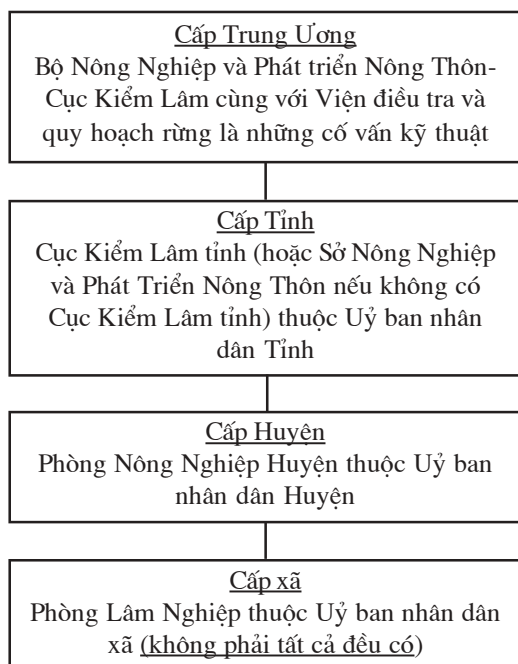 Cấp Trung Ương
Bộ Nông Nghiệp và Phát triển Nông Thôn-
Cục Kiểm Lâm cùng với Viện điều tra và
quy hoạch rừng là những cố vấn kỹ thuật
Cấp Tỉnh
Cục Kiểm Lâm tỉnh (hoặc Sở Nông Nghiệp
và Phát Triển Nông Thôn nếu không có
Cục Kiểm Lâm tỉnh) thuộc Uỷ ban nhân
dân Tỉnh
Cấp Huyện
Phòng Nông Nghiệp Huyện thuộc Uỷ ban
nhân dân Huyện
Cấp xã
Phòng Lâm Nghiệp thuộc Uỷ ban nhân dân
xã (không phải tất cả đều có)